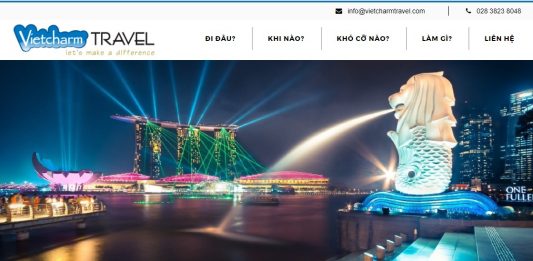 info@vietcharmtravel.com 028 3823 8048
Vietcharm TRAVEL
let's make a difference
ĐI ĐÂU? KHI NÀO? KHÓ CỠ NÀO? LÀM GÌ? LIÊN HỆ
ONE
FULLER